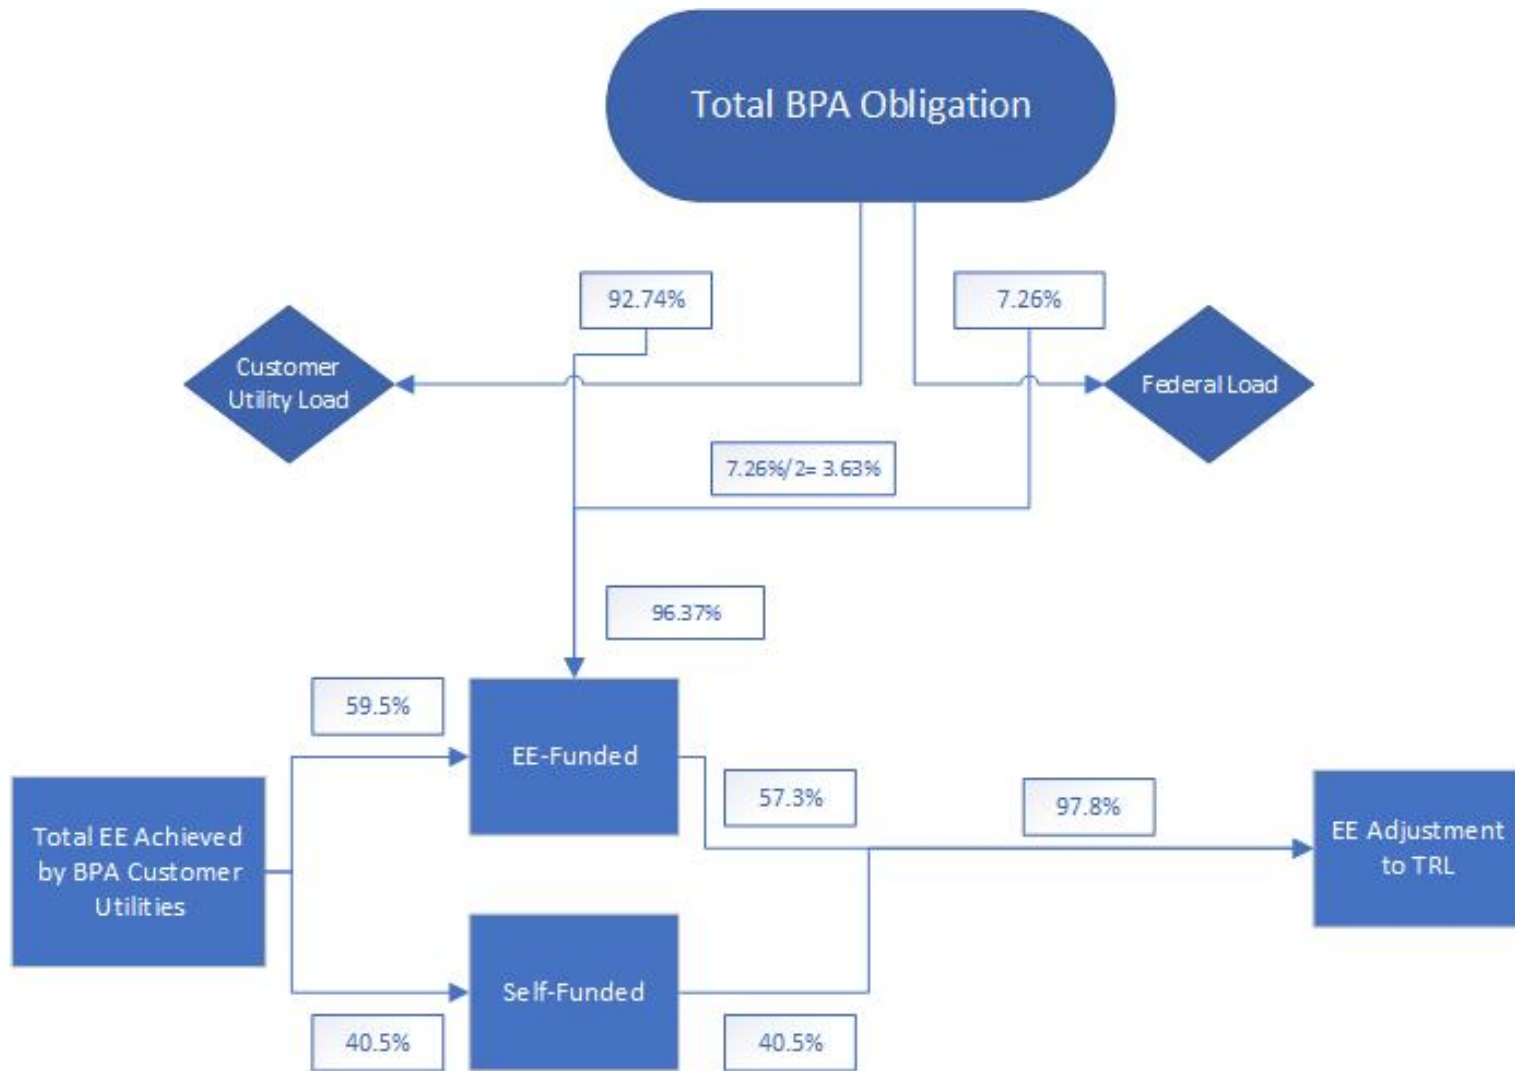 Total BPA Obligation
92.74%
7.26%
Customer
Utility Load
Federal Load
7.26%/2= 3.63%
96.37%
59.5%
EE-Funded
57.3%
97.8%
Total EE Achieved
by BPA Customer
Utilities
EE Adjustment
to TRL
Self-Funded
40.5%
40.5%